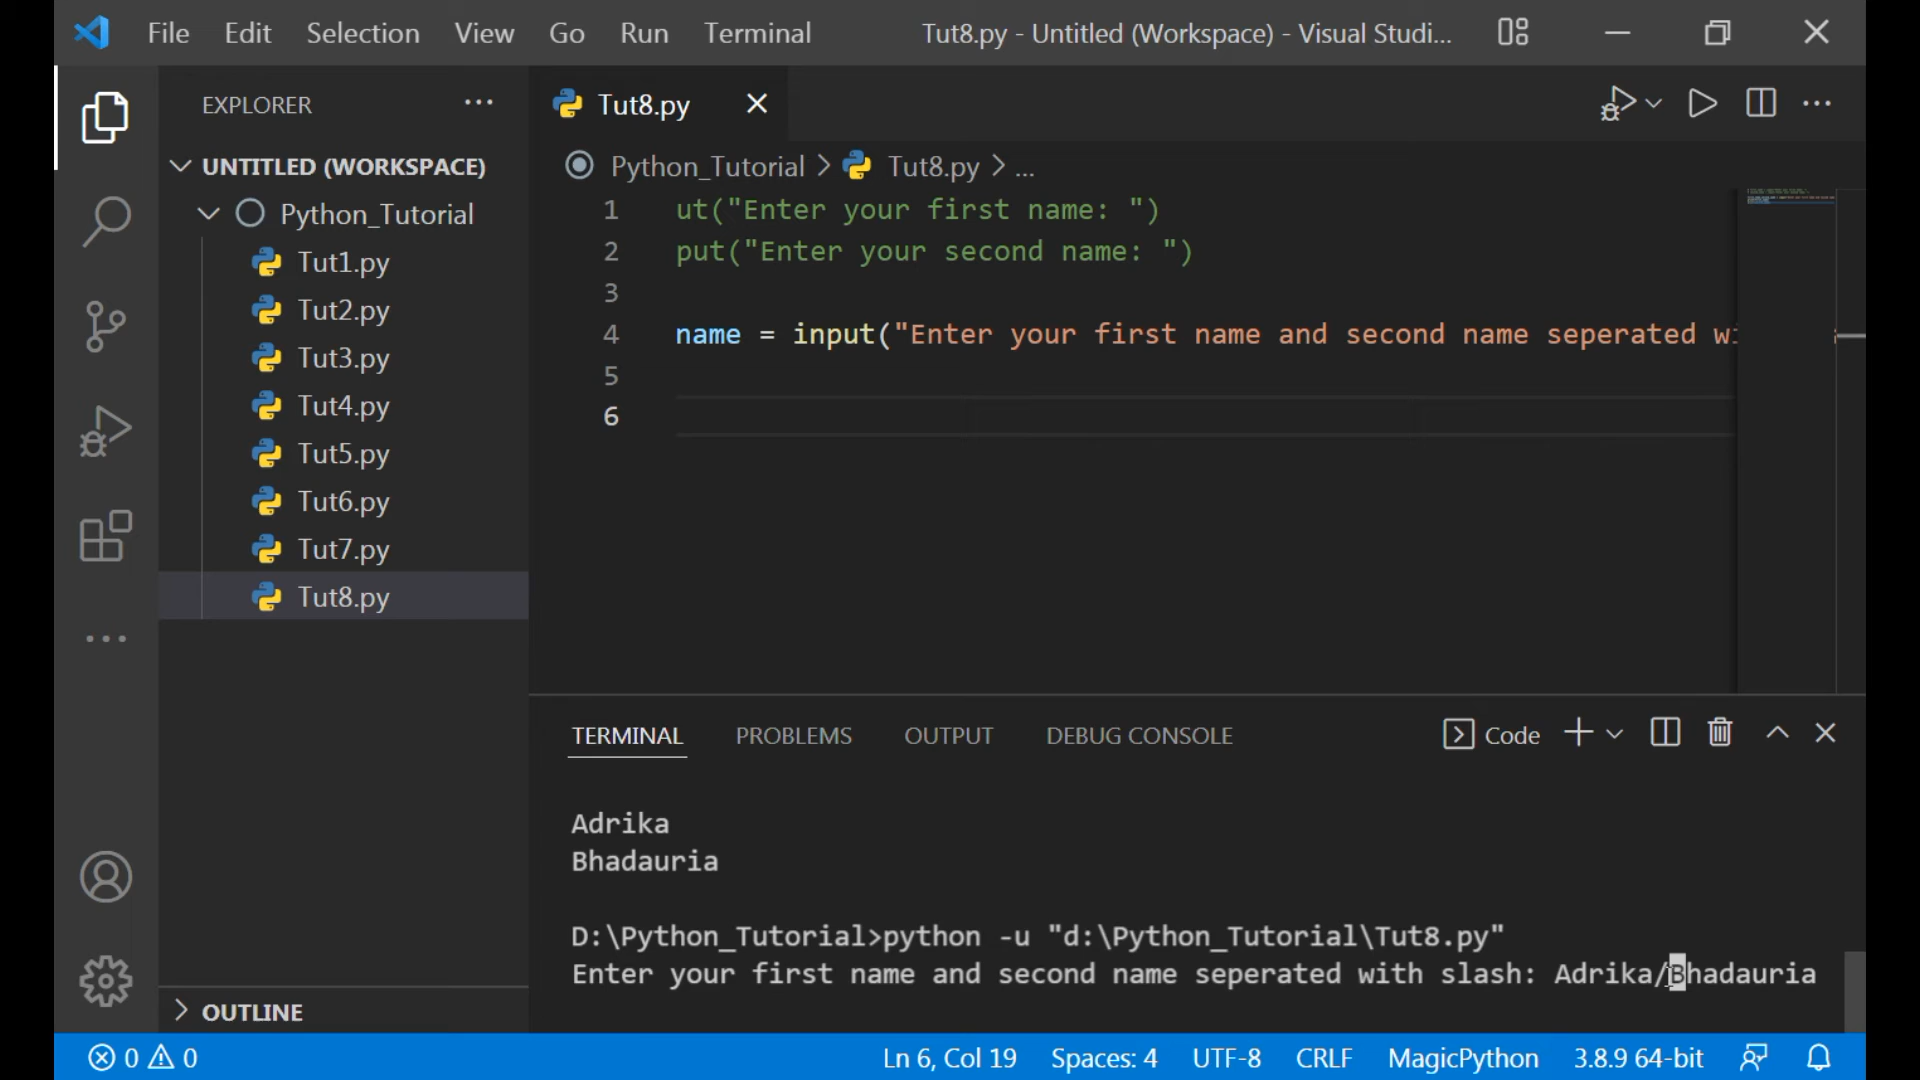 File Edit Selection View Go Run Terminal Tut8.py - Untitled (Workspace) - Visual Studi...
EXPLORER ...
Tut8.py
UNTITLED (WORKSPACE)
Python_Tutorial
Tut1.py
Tut2.py
Tut3.py
Tut4.py
Tut5.py
Tut6.py
Tut7.py
Tut8.py
OUTLINE
Python_Tutorial > Tut8.py > ...
1 ut("Enter your first name: ")
2 put("Enter your second name: ")
3
4 name = input("Enter your first name and second name seperated
5
6
TERMINAL PROBLEMS OUTPUT DEBUG CONSOLE Code
Adrika
Bhadauria
D:\Python_Tutorial>python -u "d:\Python_Tutorial\Tut8.py"
Enter your first name and second name seperated with slash: Adrika/Bhadauria
0 0 Ln 6, Col 19 Spaces: 4 UTF-8 CRLF MagicPython 3.8.9 64-bit